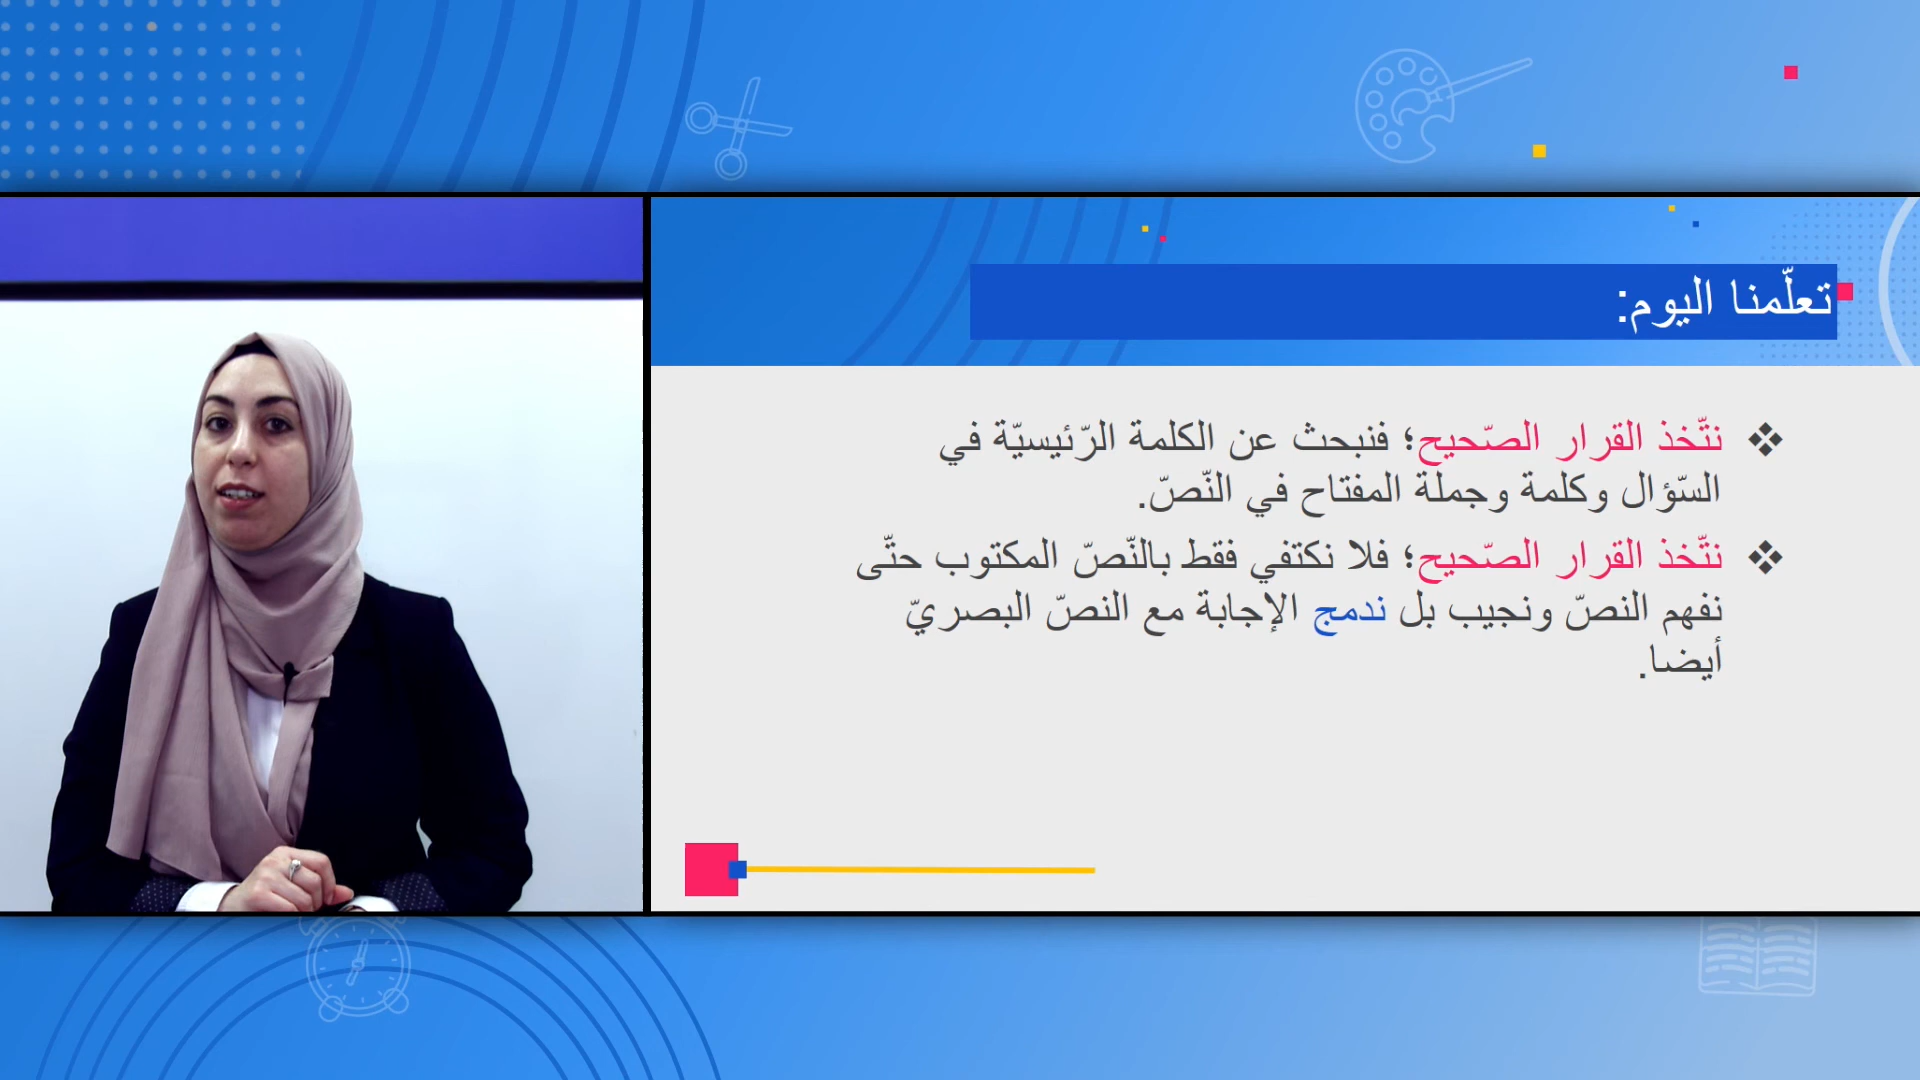 تعلّمنا اليوم:
❖ نتّخذ القرار الصّحيح؛ فنبحث عن الكلمة الرّئيسيّة في
السّؤال وكلمة وجملة المفتاح في النّصّ.
❖ نتّخذ القرار الصّحيح؛ فلا نكتفي فقط بالنّصّ المكتوب حتّى
نفهم النصّ ونجيب بل ندمج الإجابة مع النصّ البصريّ
أيضا.